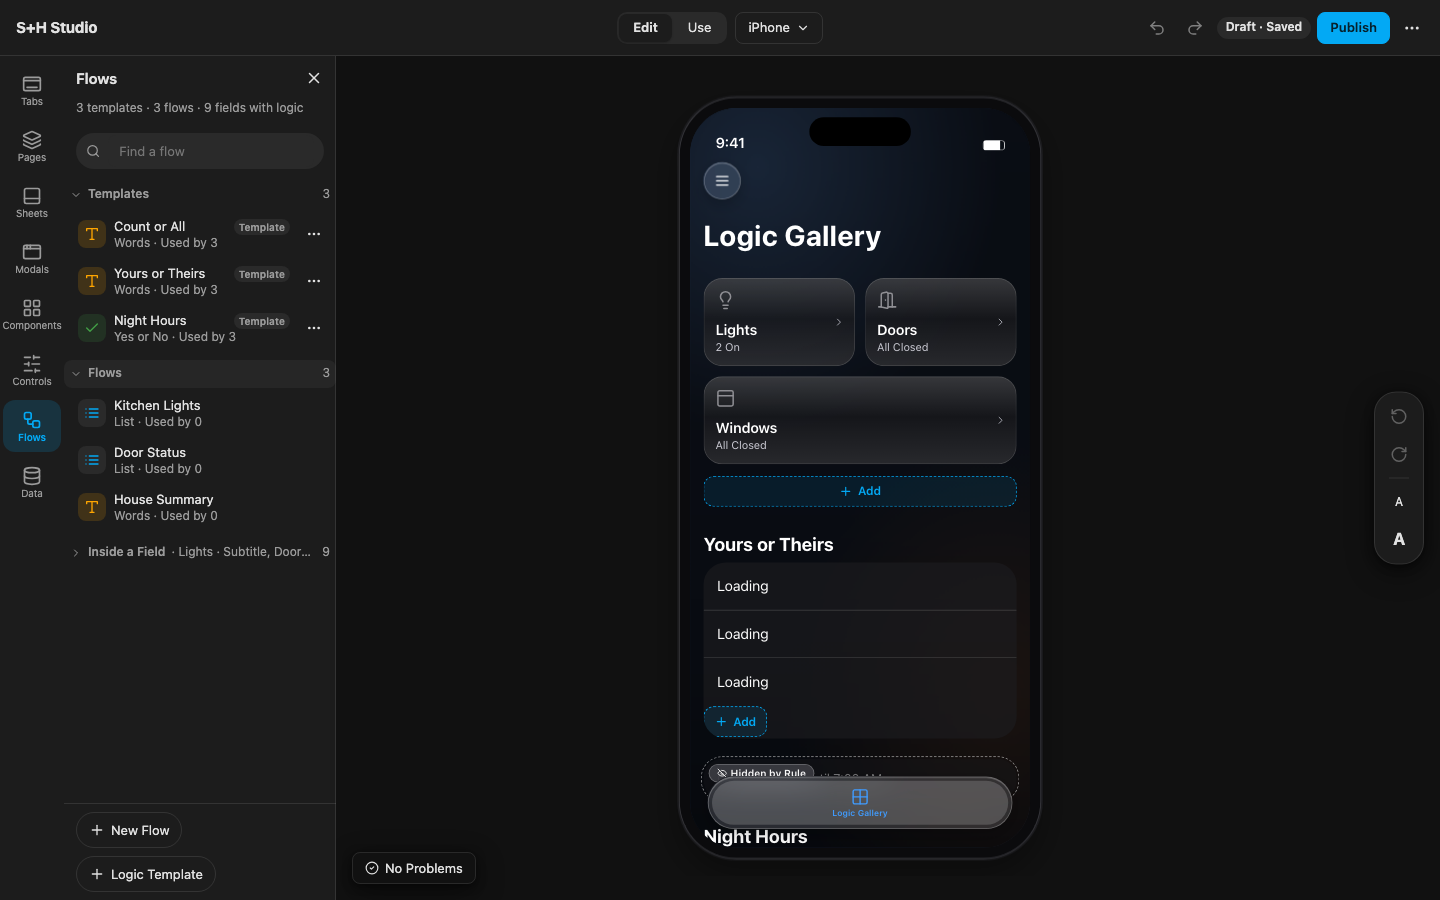 S+H Studio
Edit
Use
iPhone
Draft · Saved
Publish
Tabs
Pages
Sheets
Modals
Components
Controls
Flows
Data
Flows
3 templates · 3 flows · 9 fields with logic
Find a flow
Templates 3
Count or All Template
Words · Used by 3
Yours or Theirs Template
Words · Used by 3
Night Hours Template
Yes or No · Used by 3
Flows 3
Kitchen Lights
List · Used by 0
Door Status
List · Used by 0
House Summary
Words · Used by 0
Inside a Field · Lights · Subtitle, Door... 9
New Flow
Logic Template
No Problems
9:41
Logic Gallery
Lights
2 On
Doors
All Closed
Windows
All Closed
Add
Yours or Theirs
Loading
Loading
Loading
Add
Hidden by Rule
Logic Gallery
Night Hours
A
A